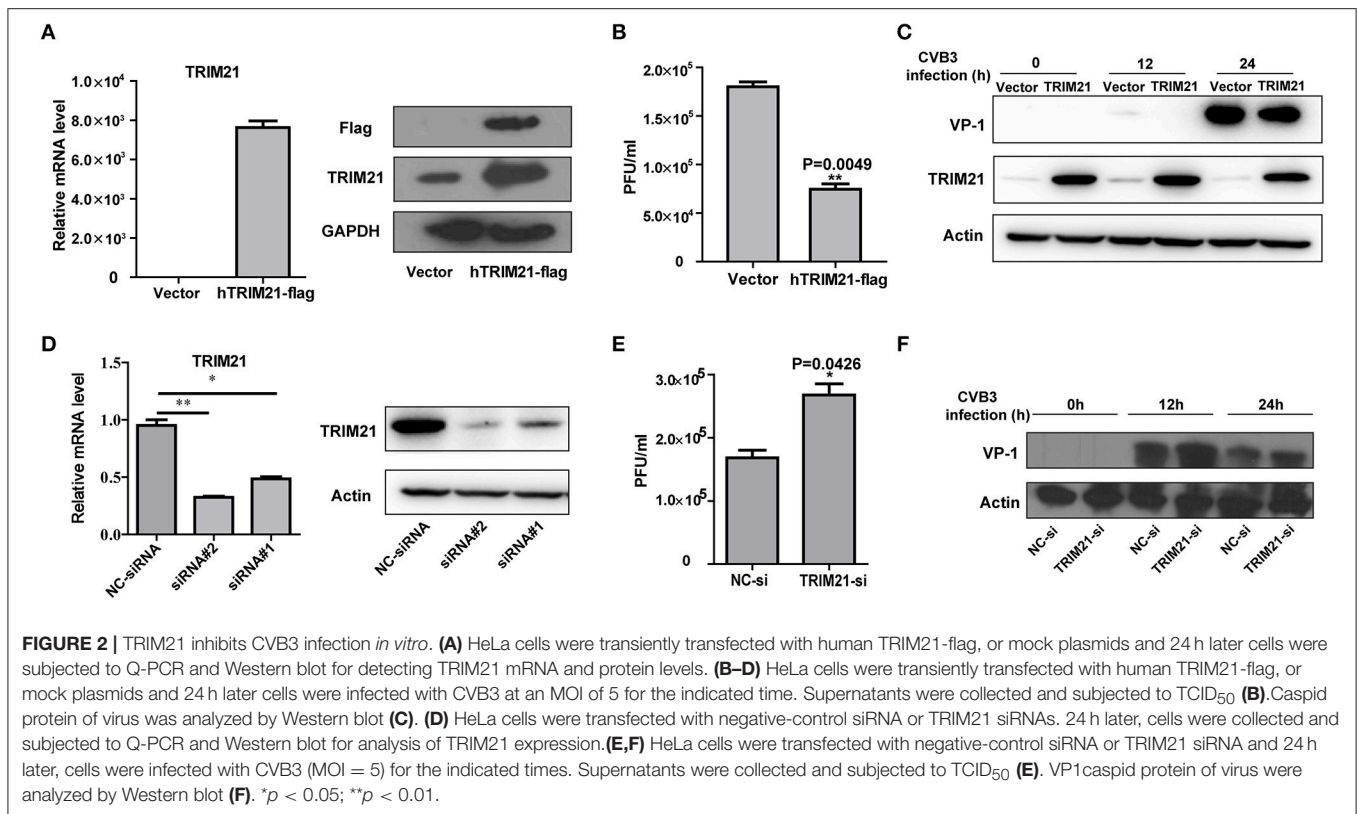 A
TRIM21
Relative mRNA level
1.0×10⁴
8.0×10³
6.0×10³
4.0×10³
2.0×10³
0
Vector hTRIM21-flag
Flag
TRIM21
GAPDH
Vector hTRIM21-flag
B
PFU/ml
2.0×10⁵
1.5×10⁵
1.0×10⁵
5.0×10⁴
0
P=0.0049
**
Vector hTRIM21-flag
C
CVB3
infection (h)
0 12 24
Vector TRIM21 Vector TRIM21 Vector TRIM21
VP-1
TRIM21
Actin
D
TRIM21
Relative mRNA level
1.5
1.0
0.5
0.0
*
**
NC-siRNA siRNA#2 siRNA#1
TRIM21
Actin
NC-siRNA siRNA#2 siRNA#1
E
PFU/ml
3.0×10⁵
2.0×10⁵
1.0×10⁵
0
P=0.0426
*
NC-si TRIM21-si
F
CVB3
infection (h)
0h 12h 24h
VP-1
Actin
NC-si TRIM21-si NC-si TRIM21-si NC-si TRIM21-si
FIGURE 2 | TRIM21 inhibits CVB3 infection in vitro. (A) HeLa cells were transiently transfected with human TRIM21-flag, or mock plasmids and 24 h later cells were
subjected to Q-PCR and Western blot for detecting TRIM21 mRNA and protein levels. (B–D) HeLa cells were transiently transfected with human TRIM21-flag, or
mock plasmids and 24 h later cells were infected with CVB3 at an MOI of 5 for the indicated time. Supernatants were collected and subjected to TCID₅₀ (B).Caspid
protein of virus was analyzed by Western blot (C). (D) HeLa cells were transfected with negative-control siRNA or TRIM21 siRNAs. 24 h later, cells were collected and
subjected to Q-PCR and Western blot for analysis of TRIM21 expression.(E,F) HeLa cells were transfected with negative-control siRNA or TRIM21 siRNA and 24 h
later, cells were infected with CVB3 (MOI = 5) for the indicated times. Supernatants were collected and subjected to TCID₅₀ (E). VP1caspid protein of virus were
analyzed by Western blot (F). *p < 0.05; **p < 0.01.